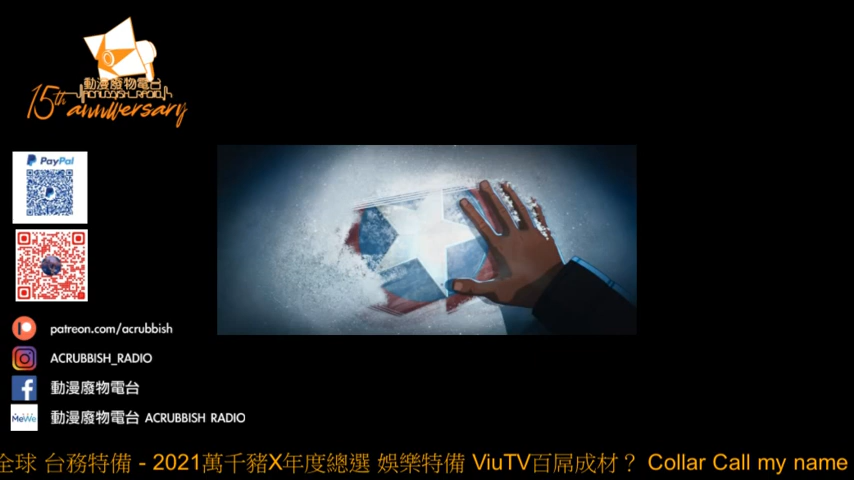 動漫廢物電台
ACRUBBISH RADIO
15th anniversary
PayPal
patreon.com/acrubbish
ACRUBBISH_RADIO
動漫廢物電台
MeWe
動漫廢物電台 ACRUBBISH RADIO
全球 台務特備 - 2021萬千豬X年度總選 娛樂特備 ViuTV百屌成材？ Collar Call my name